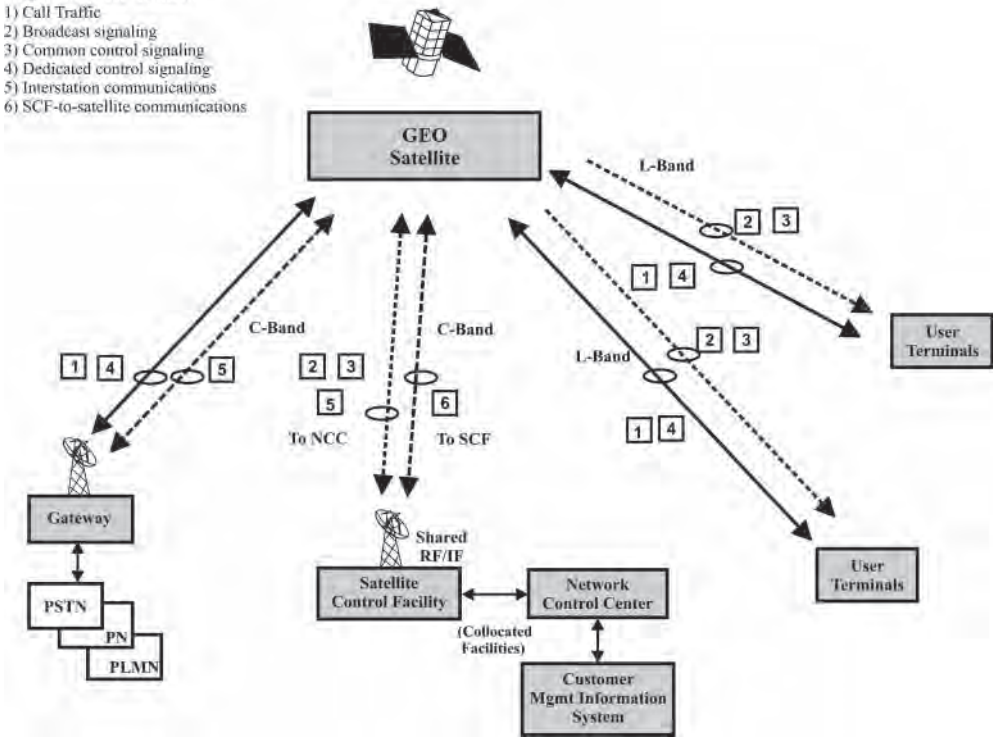 1) Call Traffic
2) Broadcast signaling
3) Common control signaling
4) Dedicated control signaling
5) Interstation communications
6) SCF-to-satellite communications
GEO
Satellite
L-Band
2 3
1 4
User
Terminals
C-Band
1 4
5
C-Band
2 3
5
6
To NCC
To SCF
L-Band
2 3
1 4
User
Terminals
Gateway
PSTN
PN
PLMN
Shared
RF/IF
Satellite
Control Facility
Network
Control Center
(Collocated
Facilities)
Customer
Mgmt Information
System